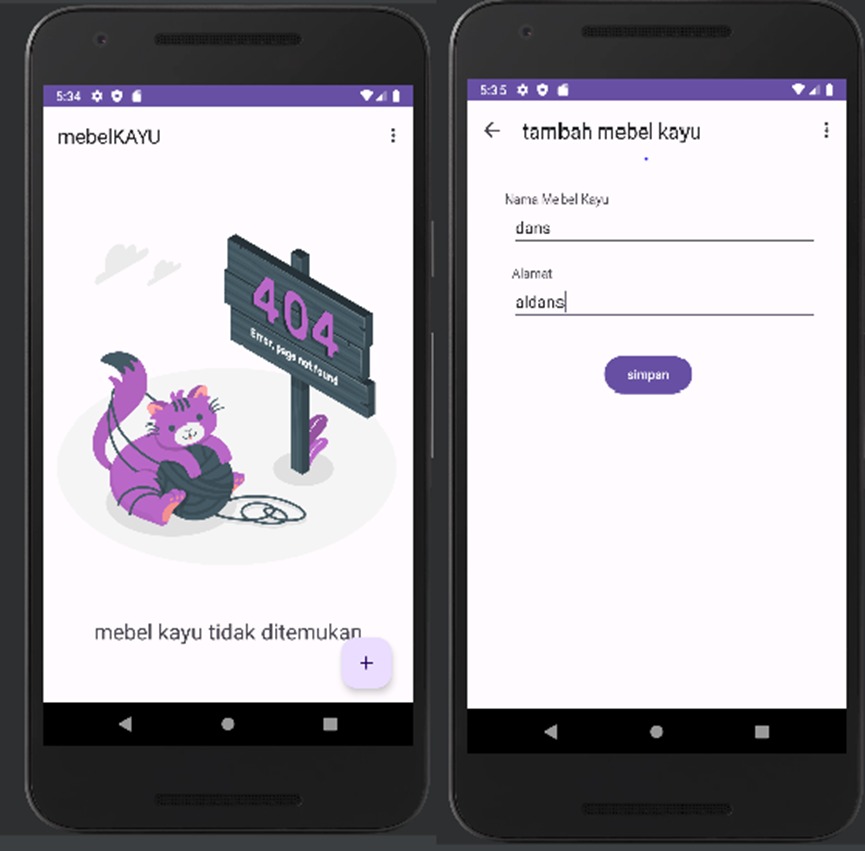 5:34
mebelKAYU
404
Error, page not found
mebel kayu tidak ditemukan
+
5:35
tambah mebel kayu
Nama Mebel Kayu
dans
Alamat
aldans
simpan